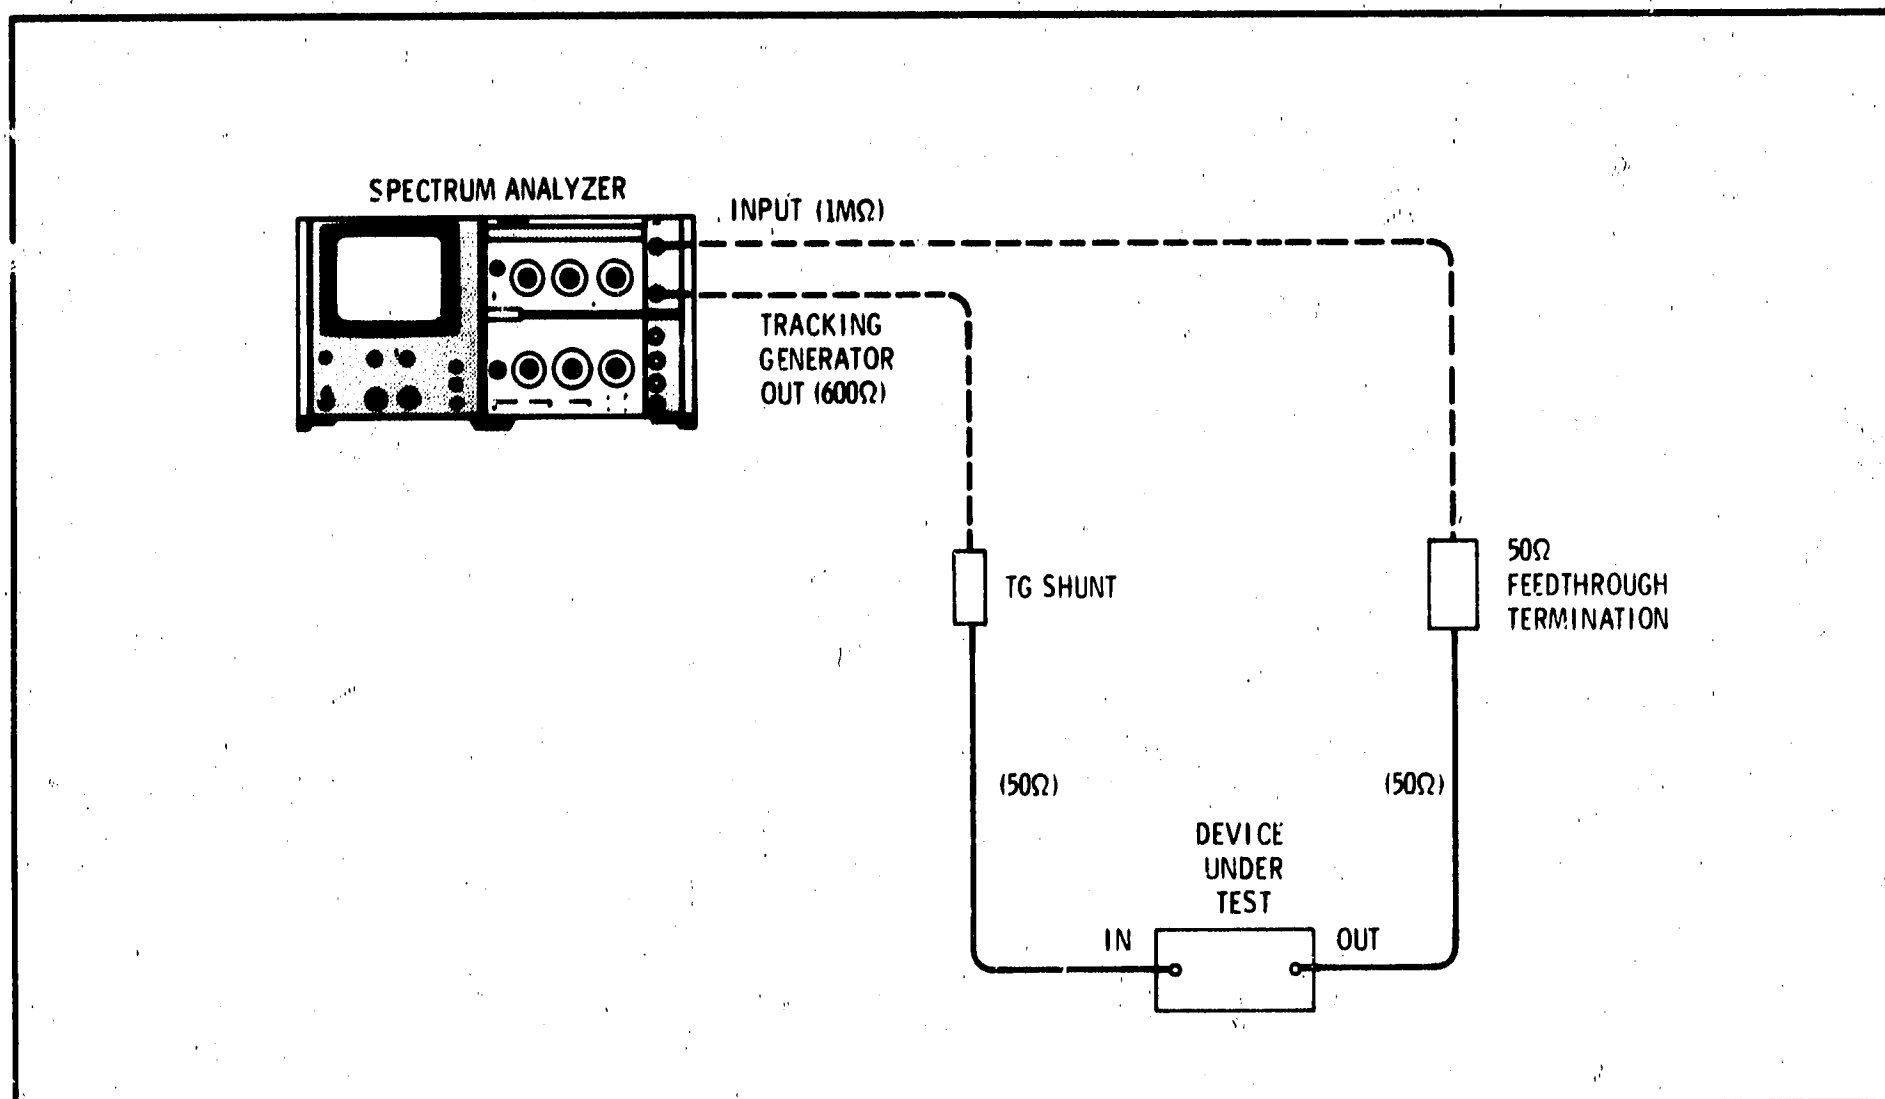 SPECTRUM ANALYZER
INPUT (1MΩ)
TRACKING
GENERATOR
OUT (600Ω)
TG SHUNT
50Ω
FEEDTHROUGH
TERMINATION
(50Ω)
(50Ω)
DEVICE
UNDER
TEST
IN
OUT